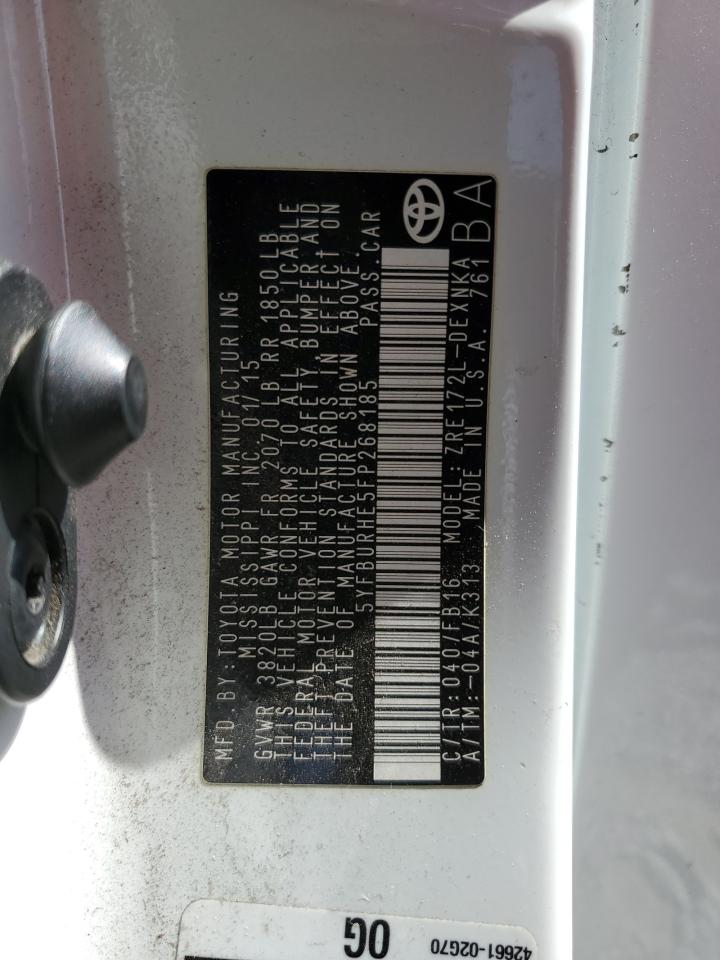 MFD. BY: TOYOTA MOTOR MANUFACTURING
MISSISSIPPI INC. 01/15
GVWR 3820LB GAWR FR 2070 LB RR 1850 LB
THIS VEHICLE CONFORMS TO ALL APPLICABLE
FEDERAL MOTOR VEHICLE SAFETY, BUMPER AND
THEFT PREVENTION STANDARDS IN EFFECT ON
THE DATE OF MANUFACTURE SHOWN ABOVE.
5YFBURHE5FP268185 PASS.CAR
C/TR: 040/FB16 MODEL: ZRE172L-DEXNKA
A/TM: -04A/K313 MADE IN U.S.A. 761
BA
0G
42661-02G70